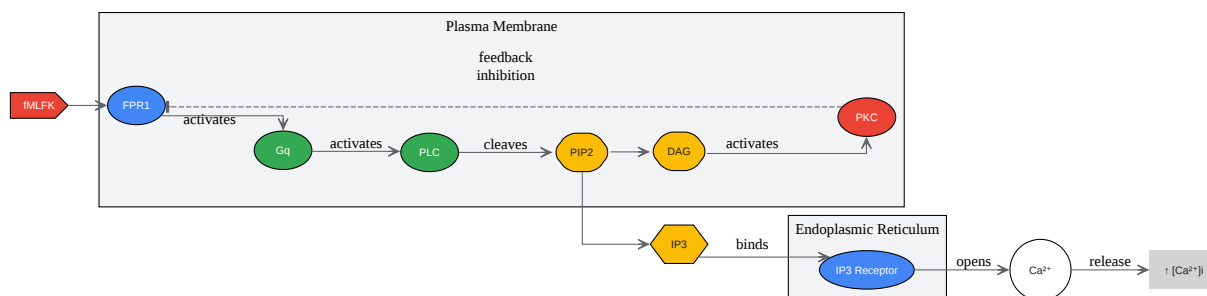 Plasma Membrane
feedback
inhibition
fMLFK
FPR1
activates
PKC
Gq
activates
PLC
cleaves
PIP2
DAG
activates
IP3
binds
Endoplasmic Reticulum
IP3 Receptor
opens
Ca²⁺
release
↑ [Ca²⁺]i